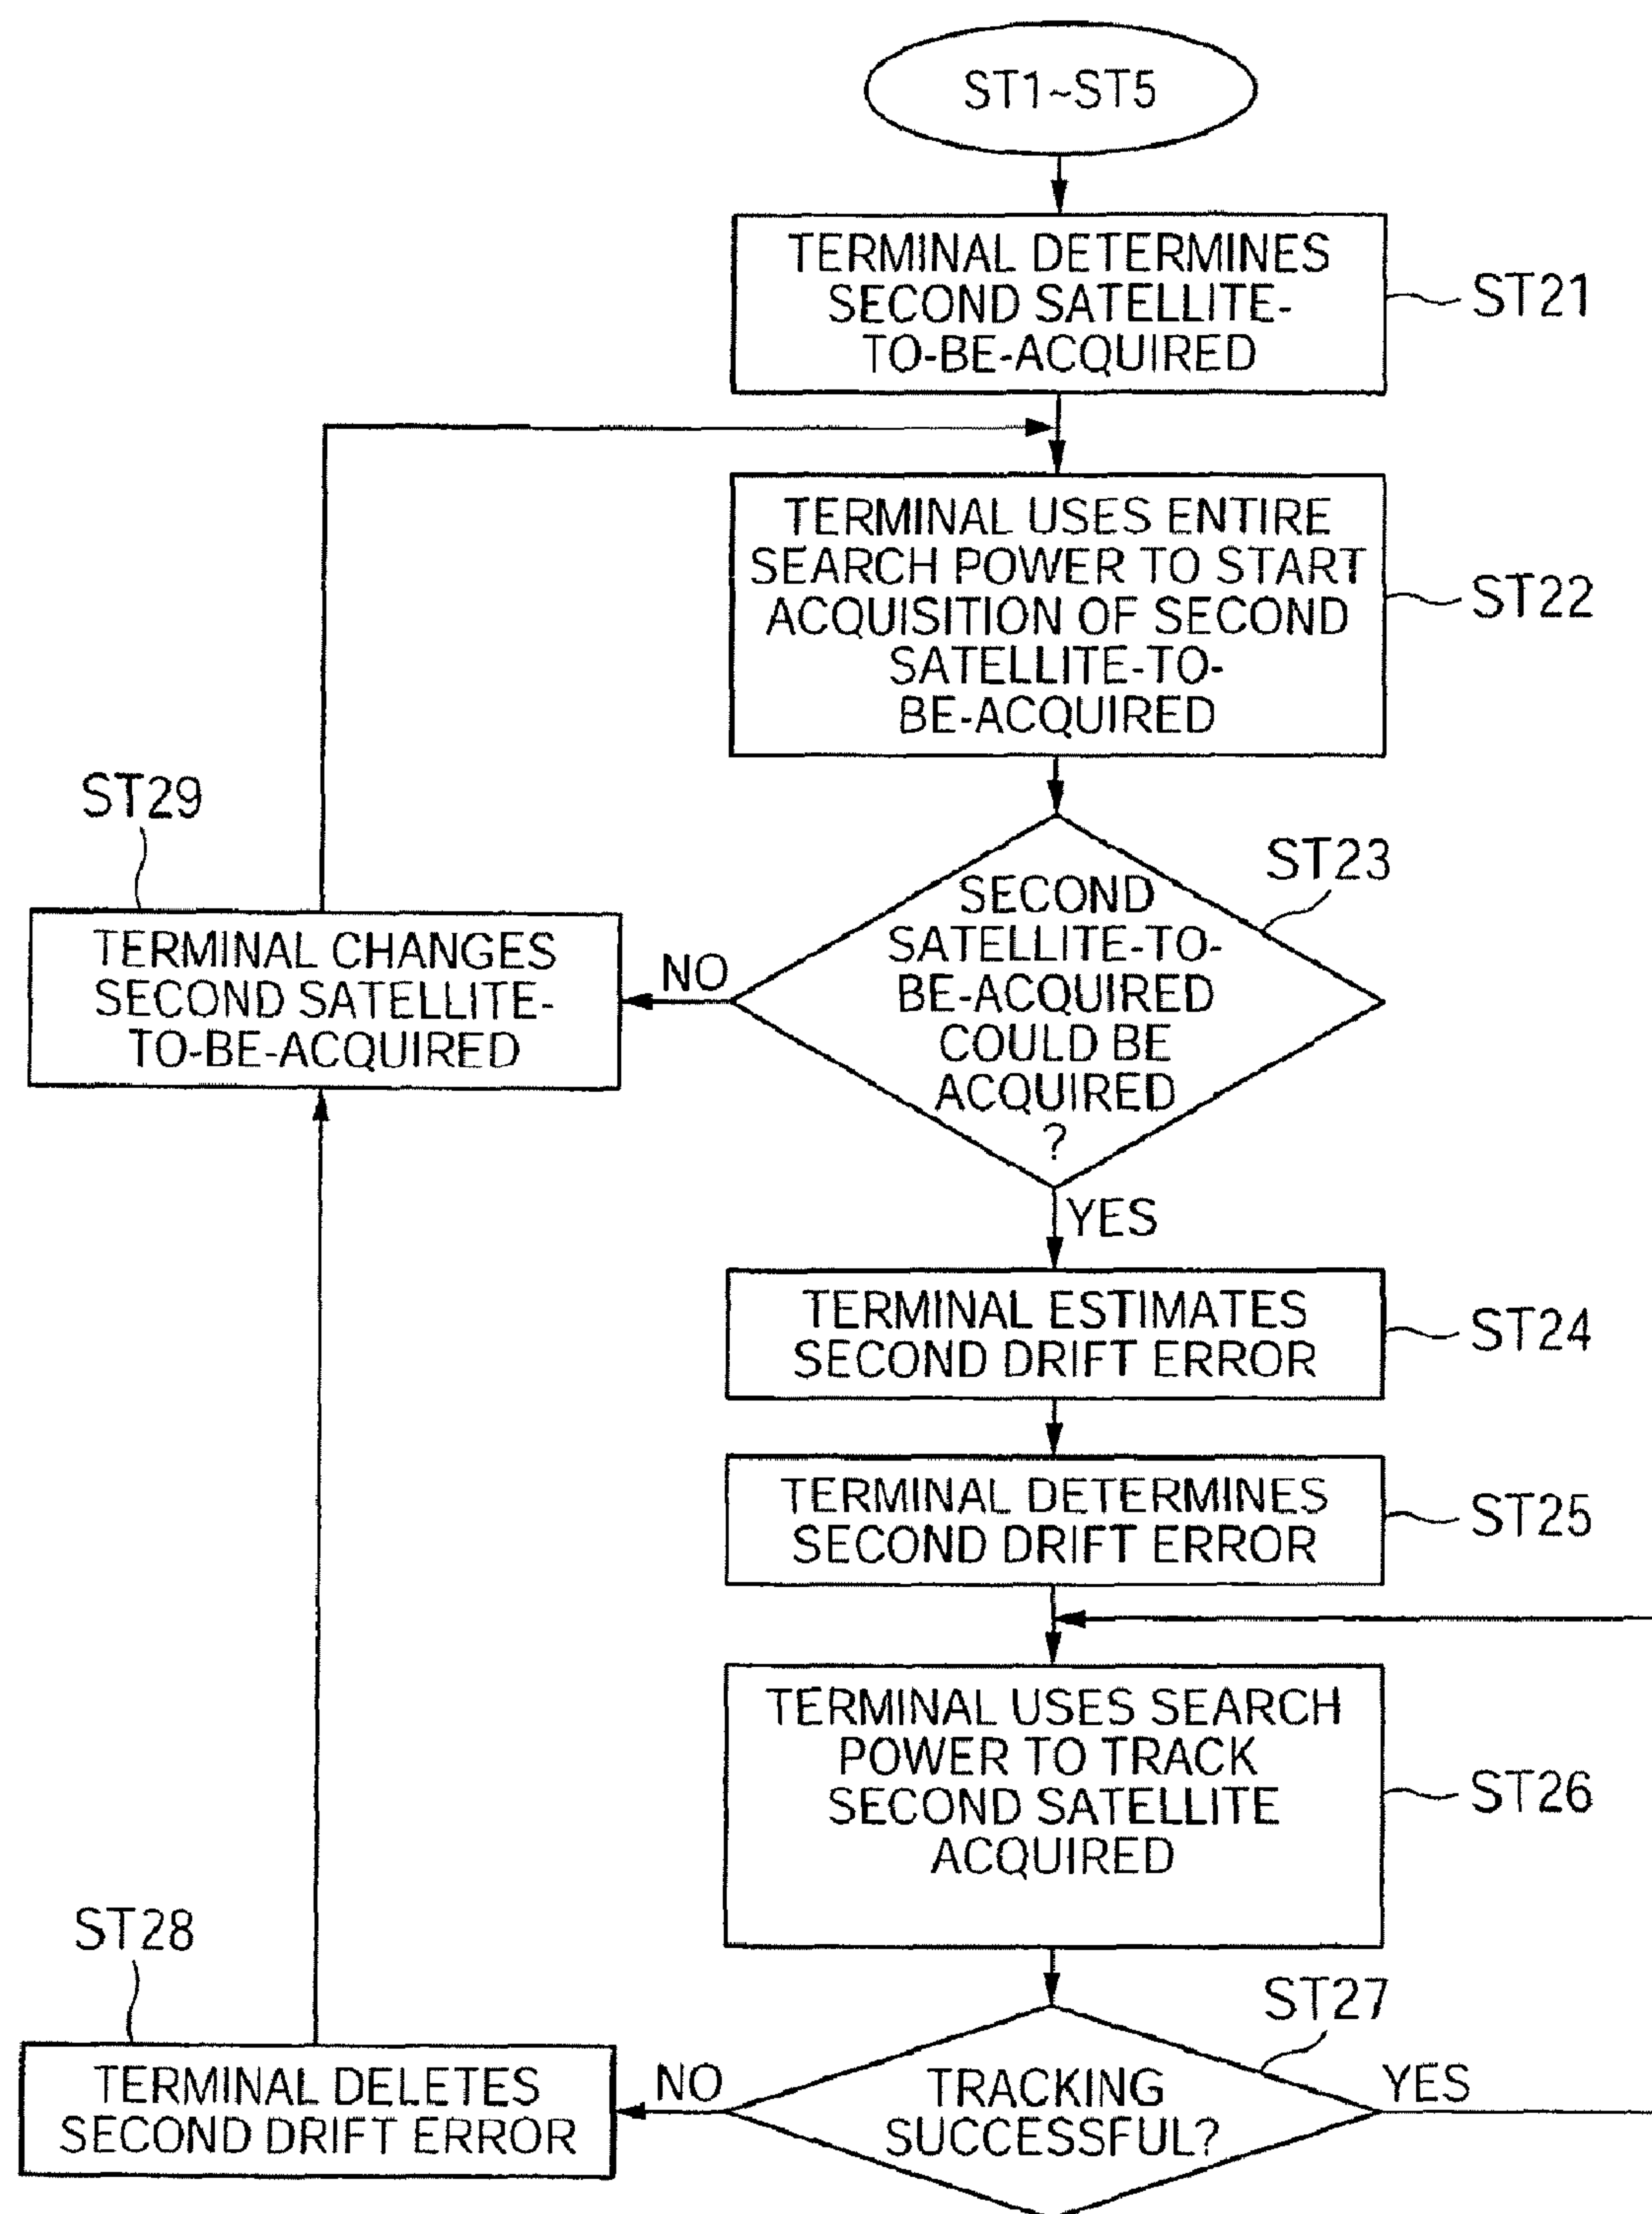 ST1~ST5
TERMINAL DETERMINES
SECOND SATELLITE-
TO-BE-ACQUIRED
ST21
TERMINAL USES ENTIRE
SEARCH POWER TO START
ACQUISITION OF SECOND
SATELLITE-TO-
BE-ACQUIRED
ST22
ST23
SECOND
SATELLITE-TO-
BE-ACQUIRED
COULD BE
ACQUIRED
?
NO
ST29
TERMINAL CHANGES
SECOND SATELLITE-
TO-BE-ACQUIRED
YES
TERMINAL ESTIMATES
SECOND DRIFT ERROR
ST24
TERMINAL DETERMINES
SECOND DRIFT ERROR
ST25
TERMINAL USES SEARCH
POWER TO TRACK
SECOND SATELLITE
ACQUIRED
ST26
ST27
TRACKING
SUCCESSFUL?
YES
NO
ST28
TERMINAL DELETES
SECOND DRIFT ERROR